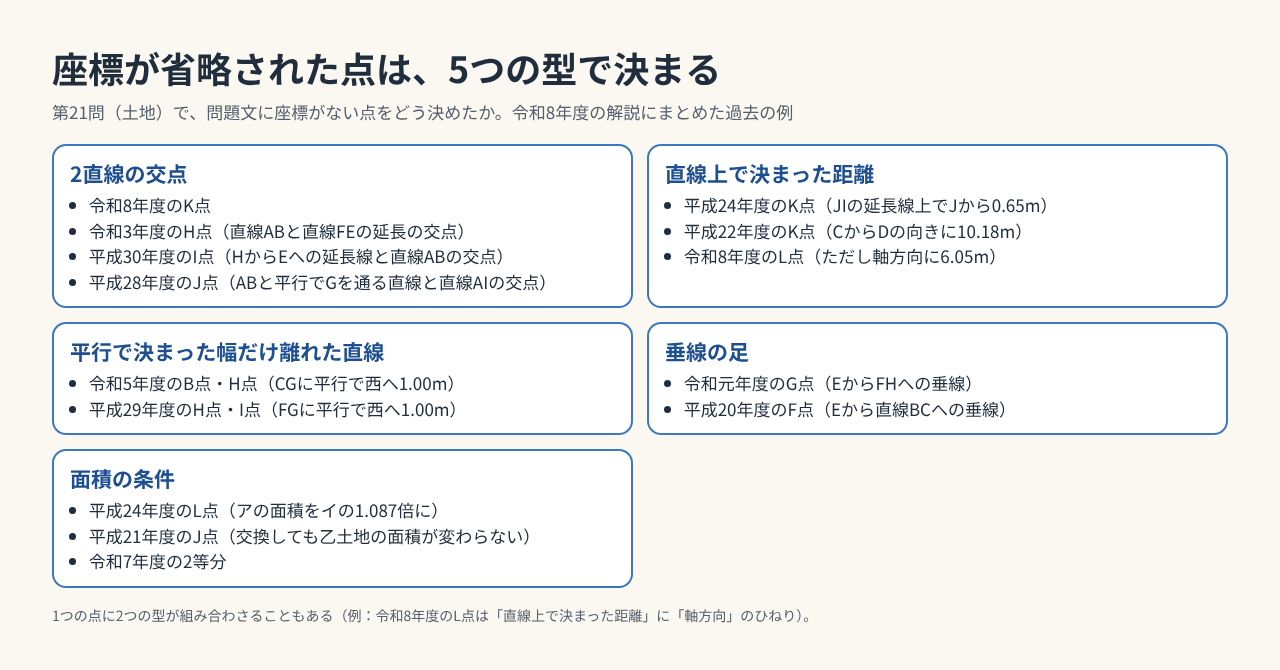 座標が省略された点は、5つの型で決まる
第21問（土地）で、問題文に座標がない点をどう決めたか。令和8年度の解説にまとめた過去の例
2直線の交点
令和8年度のK点
令和3年度のH点（直線ABと直線FEの延長の交点）
平成30年度のI点（HからEへの延長線と直線ABの交点）
平成28年度のJ点（ABと平行でGを通る直線と直線AIの交点）
直線上で決まった距離
平成24年度のK点（JIの延長線上でJから0.65m）
平成22年度のK点（CからDの向きに10.18m）
令和8年度のL点（ただし軸方向に6.05m）
平行で決まった幅だけ離れた直線
令和5年度のB点・H点（CGに平行で西へ1.00m）
平成29年度のH点・I点（FGに平行で西へ1.00m）
垂線の足
令和元年度のG点（EからFHへの垂線）
平成20年度のF点（Eから直線BCへの垂線）
面積の条件
平成24年度のL点（アの面積をイの1.087倍に）
平成21年度のJ点（交換しても乙土地の面積が変わらない）
令和7年度の2等分
1つの点に2つの型が組み合わさることもある（例：令和8年度のL点は「直線上で決まった距離」に「軸方向」のひねり）。